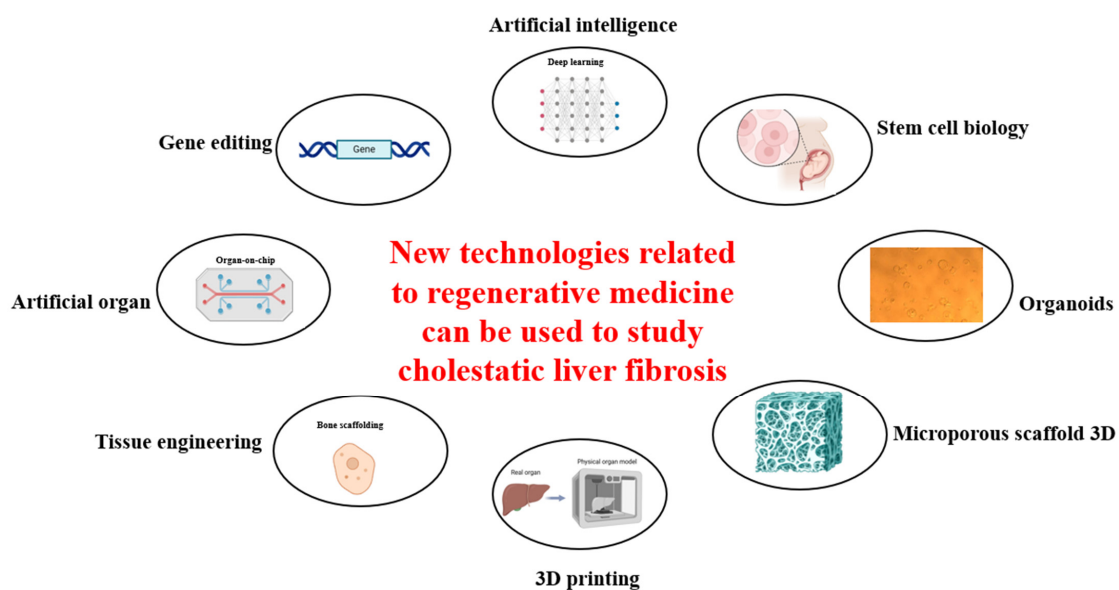 Artificial intelligence
Deep learning
Gene editing
Gene
Stem cell biology
New technologies related
to regenerative medicine
can be used to study
cholestatic liver fibrosis
Organ-on-chip
Artificial organ
Organoids
Tissue engineering
Bone scaffolding
Microporous scaffold 3D
Real organ
Physical organ model
3D printing